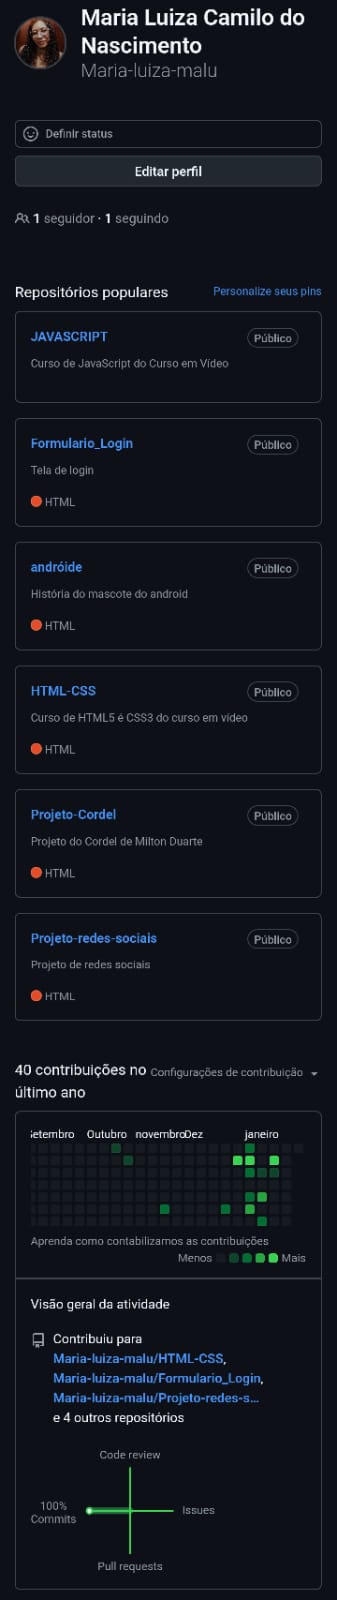 Maria Luiza Camilo do
Nascimento
Maria-luiza-malu
Definir status
Editar perfil
1 seguidor · 1 seguindo
Repositórios populares
Personalize seus pins
JAVASCRIPT
Público
Curso de JavaScript do Curso em Vídeo
Formulario_Login
Público
Tela de login
HTML
andróide
Público
História do mascote do android
HTML
HTML-CSS
Público
Curso de HTML5 é CSS3 do curso em vídeo
HTML
Projeto-Cordel
Público
Projeto do Cordel de Milton Duarte
HTML
Projeto-redes-sociais
Público
Projeto de redes sociais
HTML
40 contribuições no
Configurações de contribuição
último ano
Setembro Outubro novembroDez janeiro
Aprenda como contabilizamos as contribuições
Menos Mais
Visão geral da atividade
Contribuiu para
Maria-luiza-malu/HTML-CSS,
Maria-luiza-malu/Formulario_Login,
Maria-luiza-malu/Projeto-redes-s...
e 4 outros repositórios
Code review
100%
Commits
Issues
Pull requests